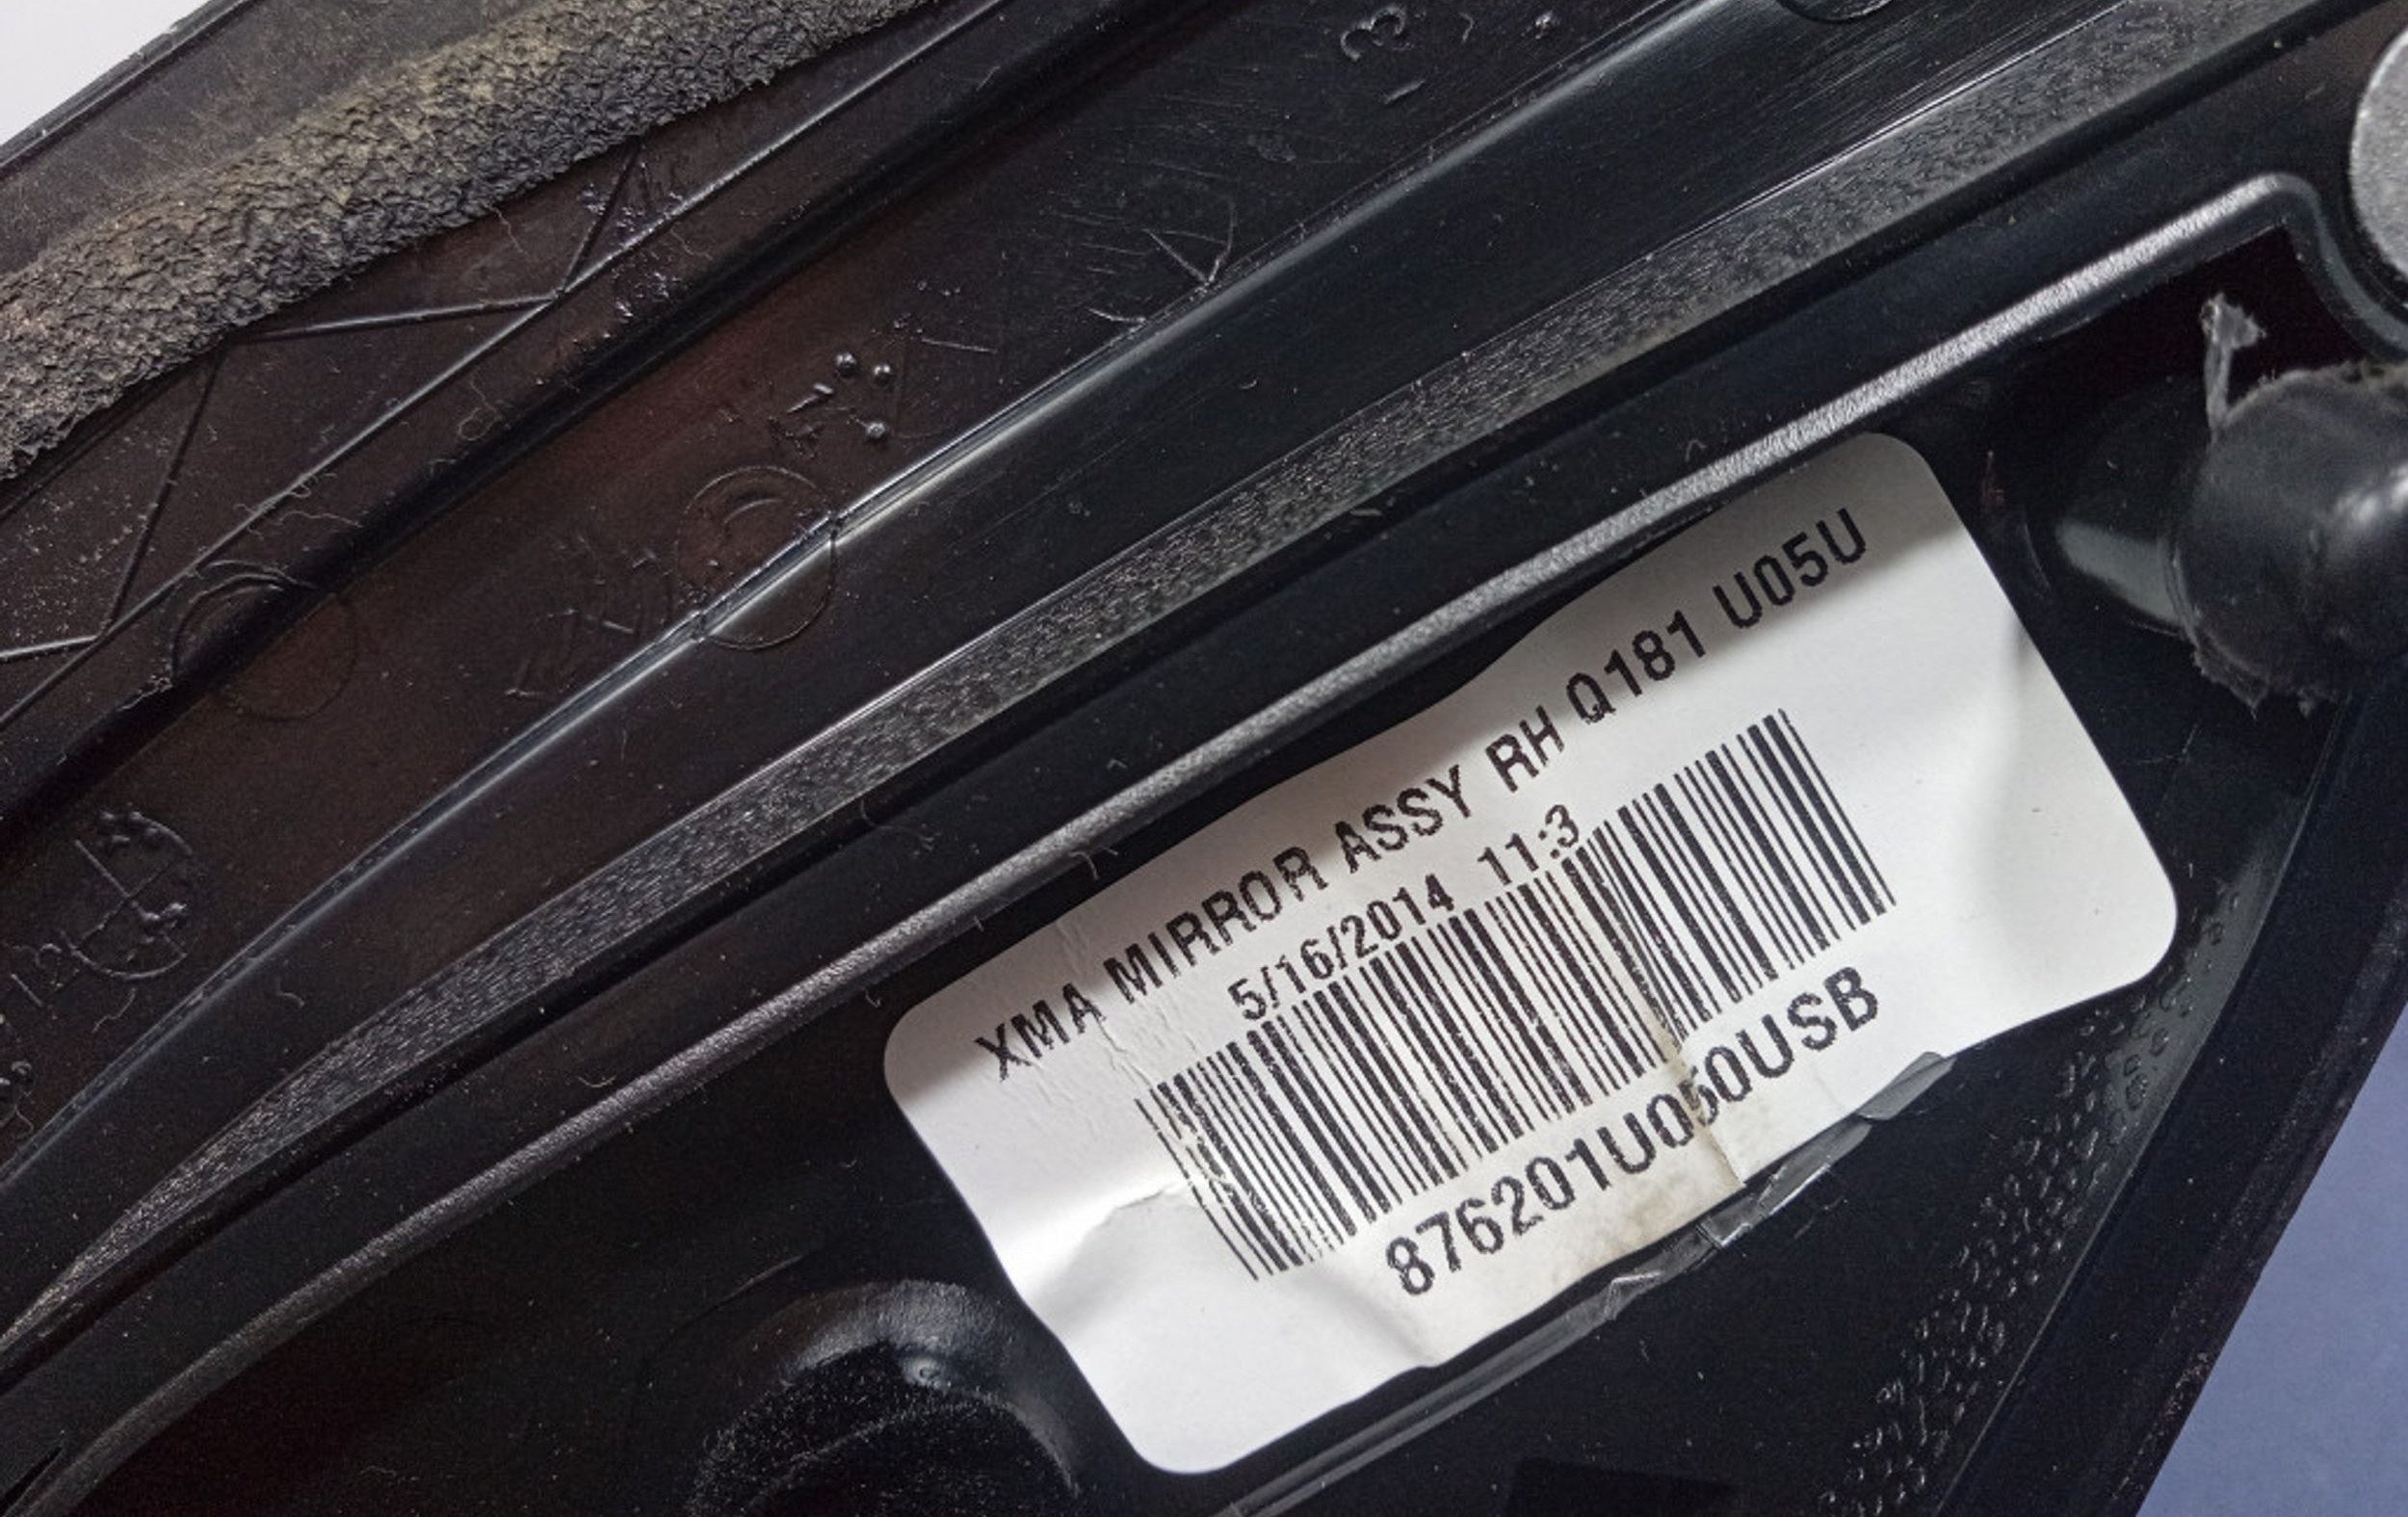 XMA MIRROR ASSY RH Q181 U05U
5/16/2014 11:3
876201U050USB